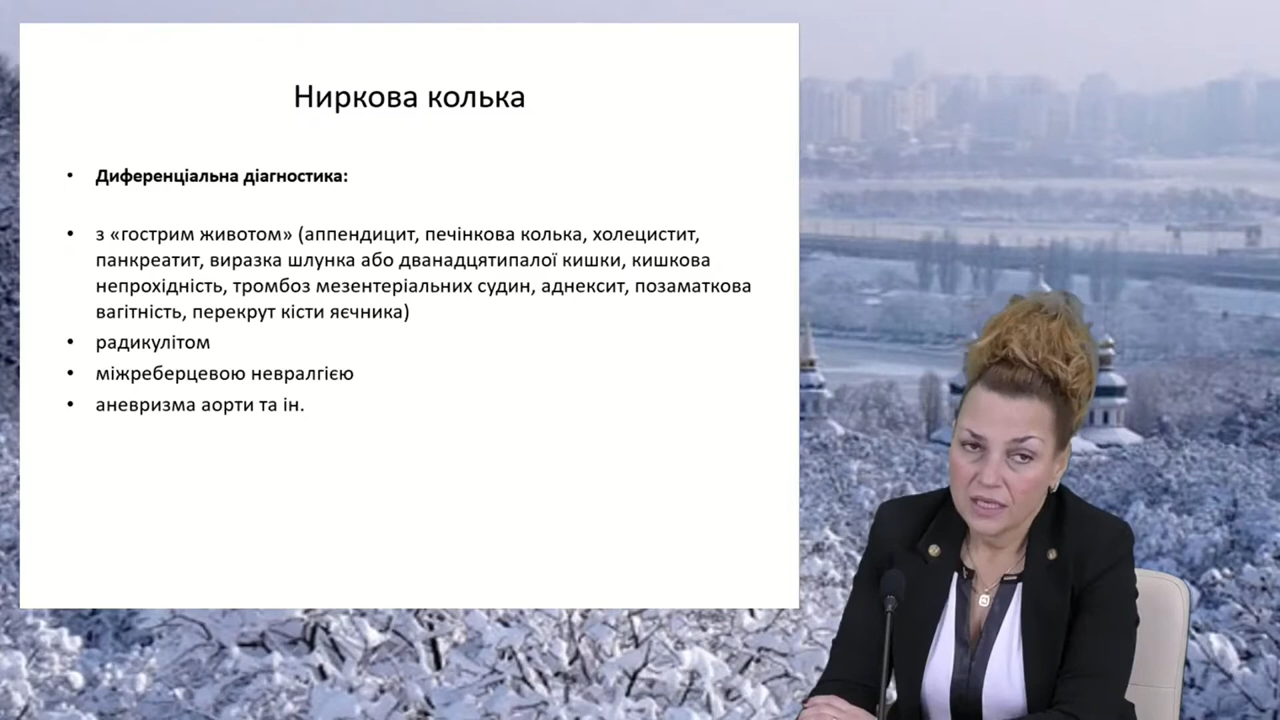 Ниркова колька
• Диференціальна діагностика:
• з «гострим животом» (аппендицит, печінкова колька, холецистит,
панкреатит, виразка шлунка або дванадцятипалої кишки, кишкова
непрохідність, тромбоз мезентеріальних судин, аднексит, позаматкова
вагітність, перекрут кісти яєчника)
• радикулітом
• міжреберцевою невралгією
• аневризма аорти та ін.